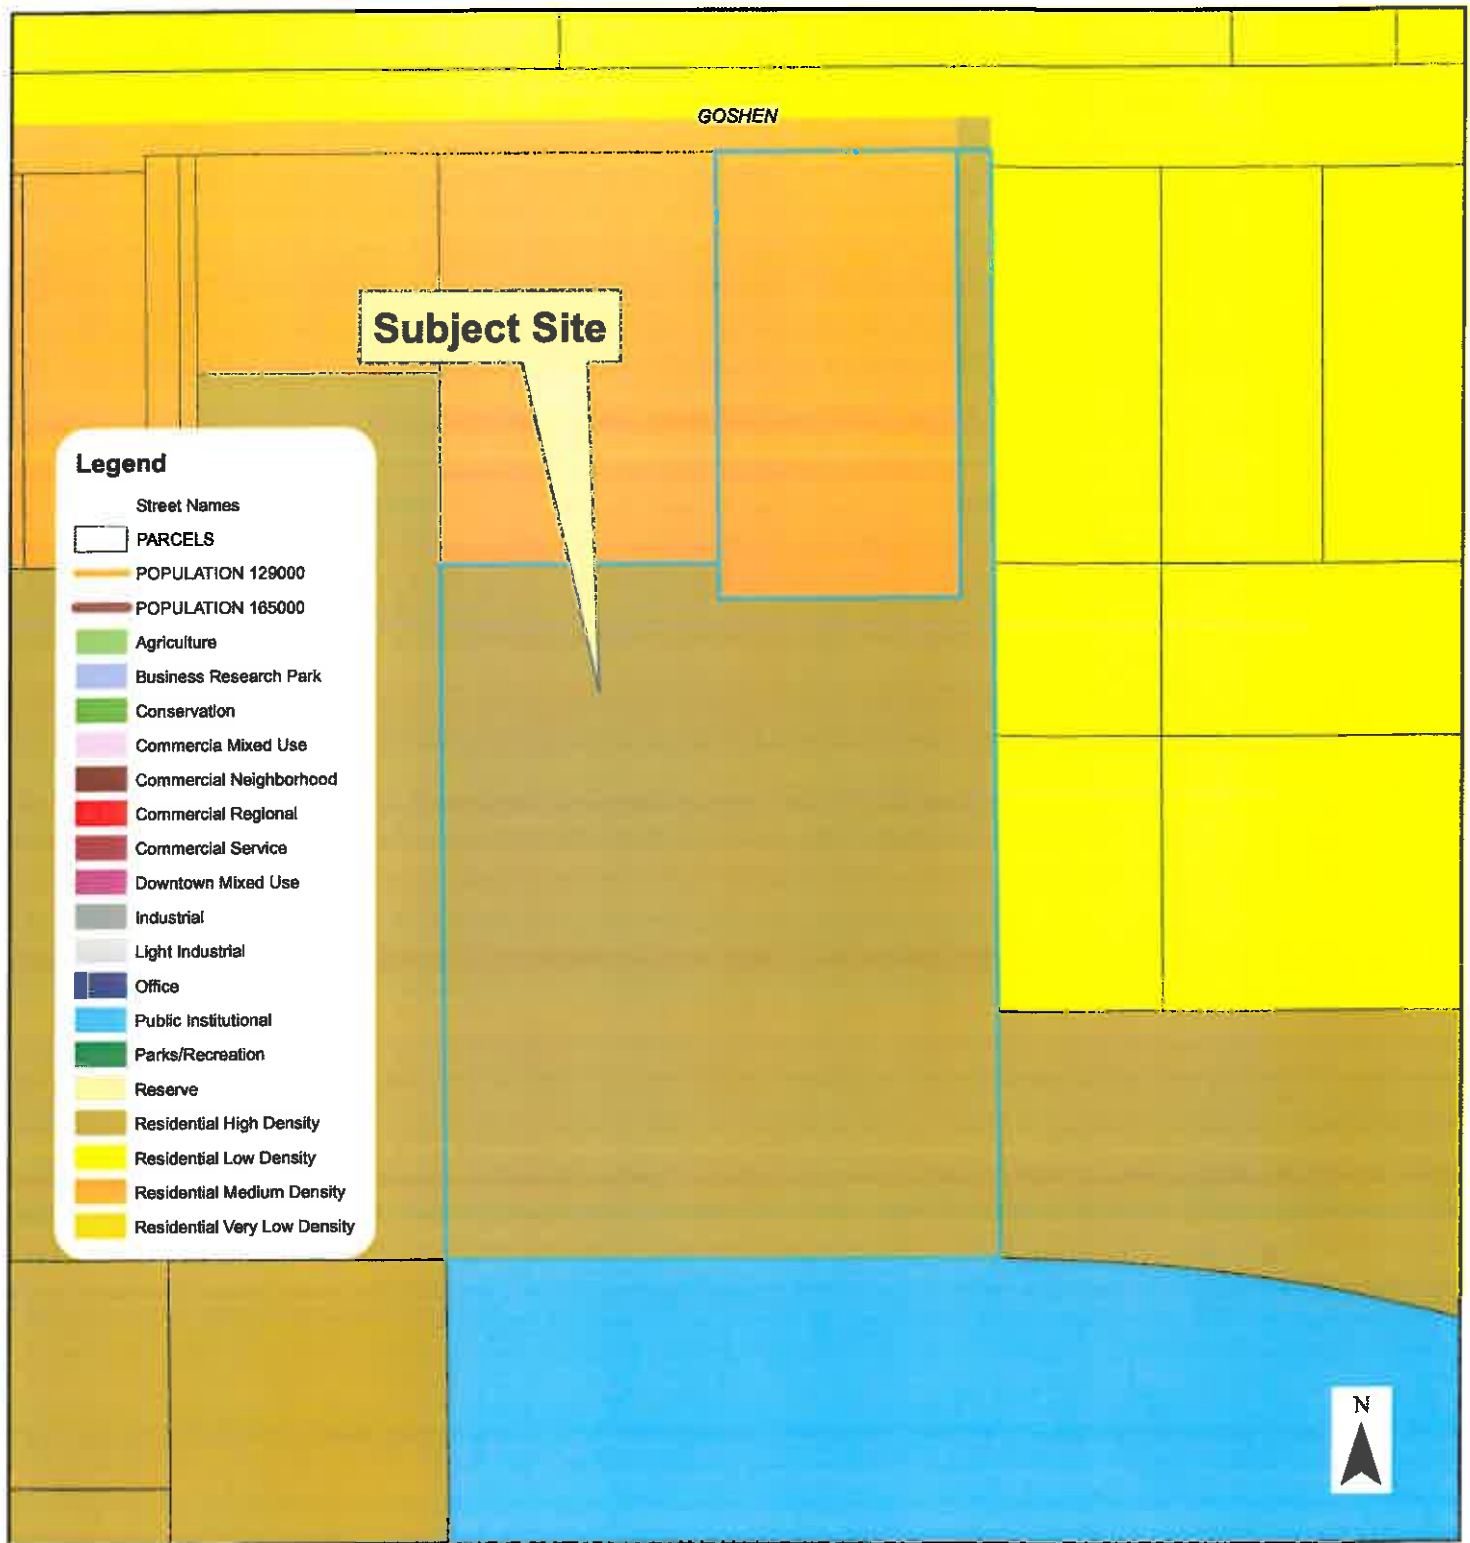 GOSHEN
Subject Site
Legend
Street Names
PARCELS
POPULATION 129000
POPULATION 165000
Agriculture
Business Research Park
Conservation
Commercia Mixed Use
Commercial Neighborhood
Commercial Regional
Commercial Service
Downtown Mixed Use
Industrial
Light Industrial
Office
Public Institutional
Parks/Recreation
Reserve
Residential High Density
Residential Low Density
Residential Medium Density
Residential Very Low Density
N